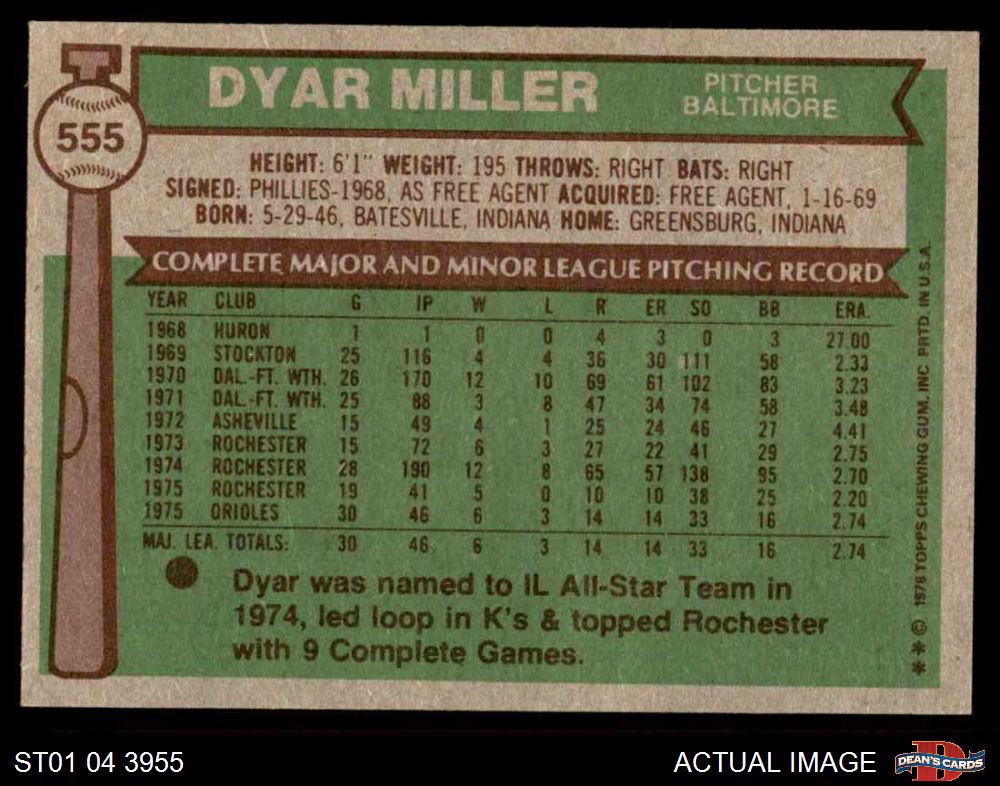 DYAR MILLER
PITCHER
BALTIMORE
555
HEIGHT: 6'1" WEIGHT: 195 THROWS: RIGHT BATS: RIGHT
SIGNED: PHILLIES-1968, AS FREE AGENT ACQUIRED: FREE AGENT, 1-16-69
BORN: 5-29-46, BATESVILLE, INDIANA HOME: GREENSBURG, INDIANA
COMPLETE MAJOR AND MINOR LEAGUE PITCHING RECORD
YEAR CLUB G IP W L R ER SO BB ERA.
1968 HURON 1 1 0 0 4 3 0 3 27.00
1969 STOCKTON 25 116 4 4 36 30 111 58 2.33
1970 DAL.-FT. WTH. 26 170 12 10 69 61 102 83 3.23
1971 DAL.-FT. WTH. 25 88 3 8 47 34 74 58 3.48
1972 ASHEVILLE 15 49 4 1 25 24 46 27 4.41
1973 ROCHESTER 15 72 6 3 27 22 41 29 2.75
1974 ROCHESTER 28 190 12 8 65 57 138 95 2.70
1975 ROCHESTER 19 41 5 0 10 10 38 25 2.20
1975 ORIOLES 30 46 6 3 14 14 33 16 2.74
MAJ. LEA. TOTALS: 30 46 6 3 14 14 33 16 2.74
Dyar was named to IL All-Star Team in
1974, led loop in K's & topped Rochester
with 9 Complete Games.
** © 1976 TOPPS CHEWING GUM, INC PRTD. IN U.S.A.
ST01 04 3955
ACTUAL IMAGE
DEAN'S CARDS